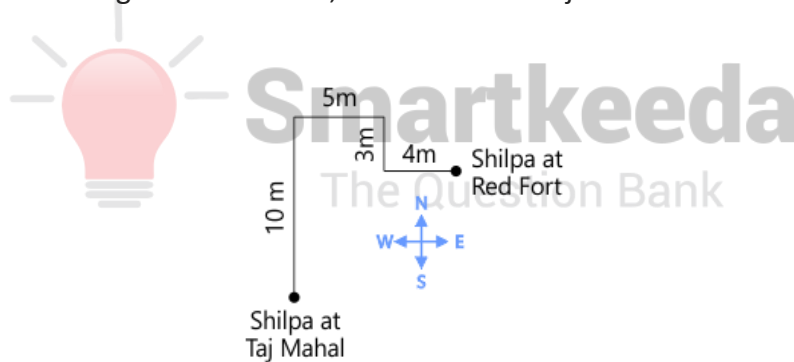 Smartkeeda
The Question Bank
5m
3m
4m
10 m
Shilpa at
Red Fort
N
W
E
S
Shilpa at
Taj Mahal